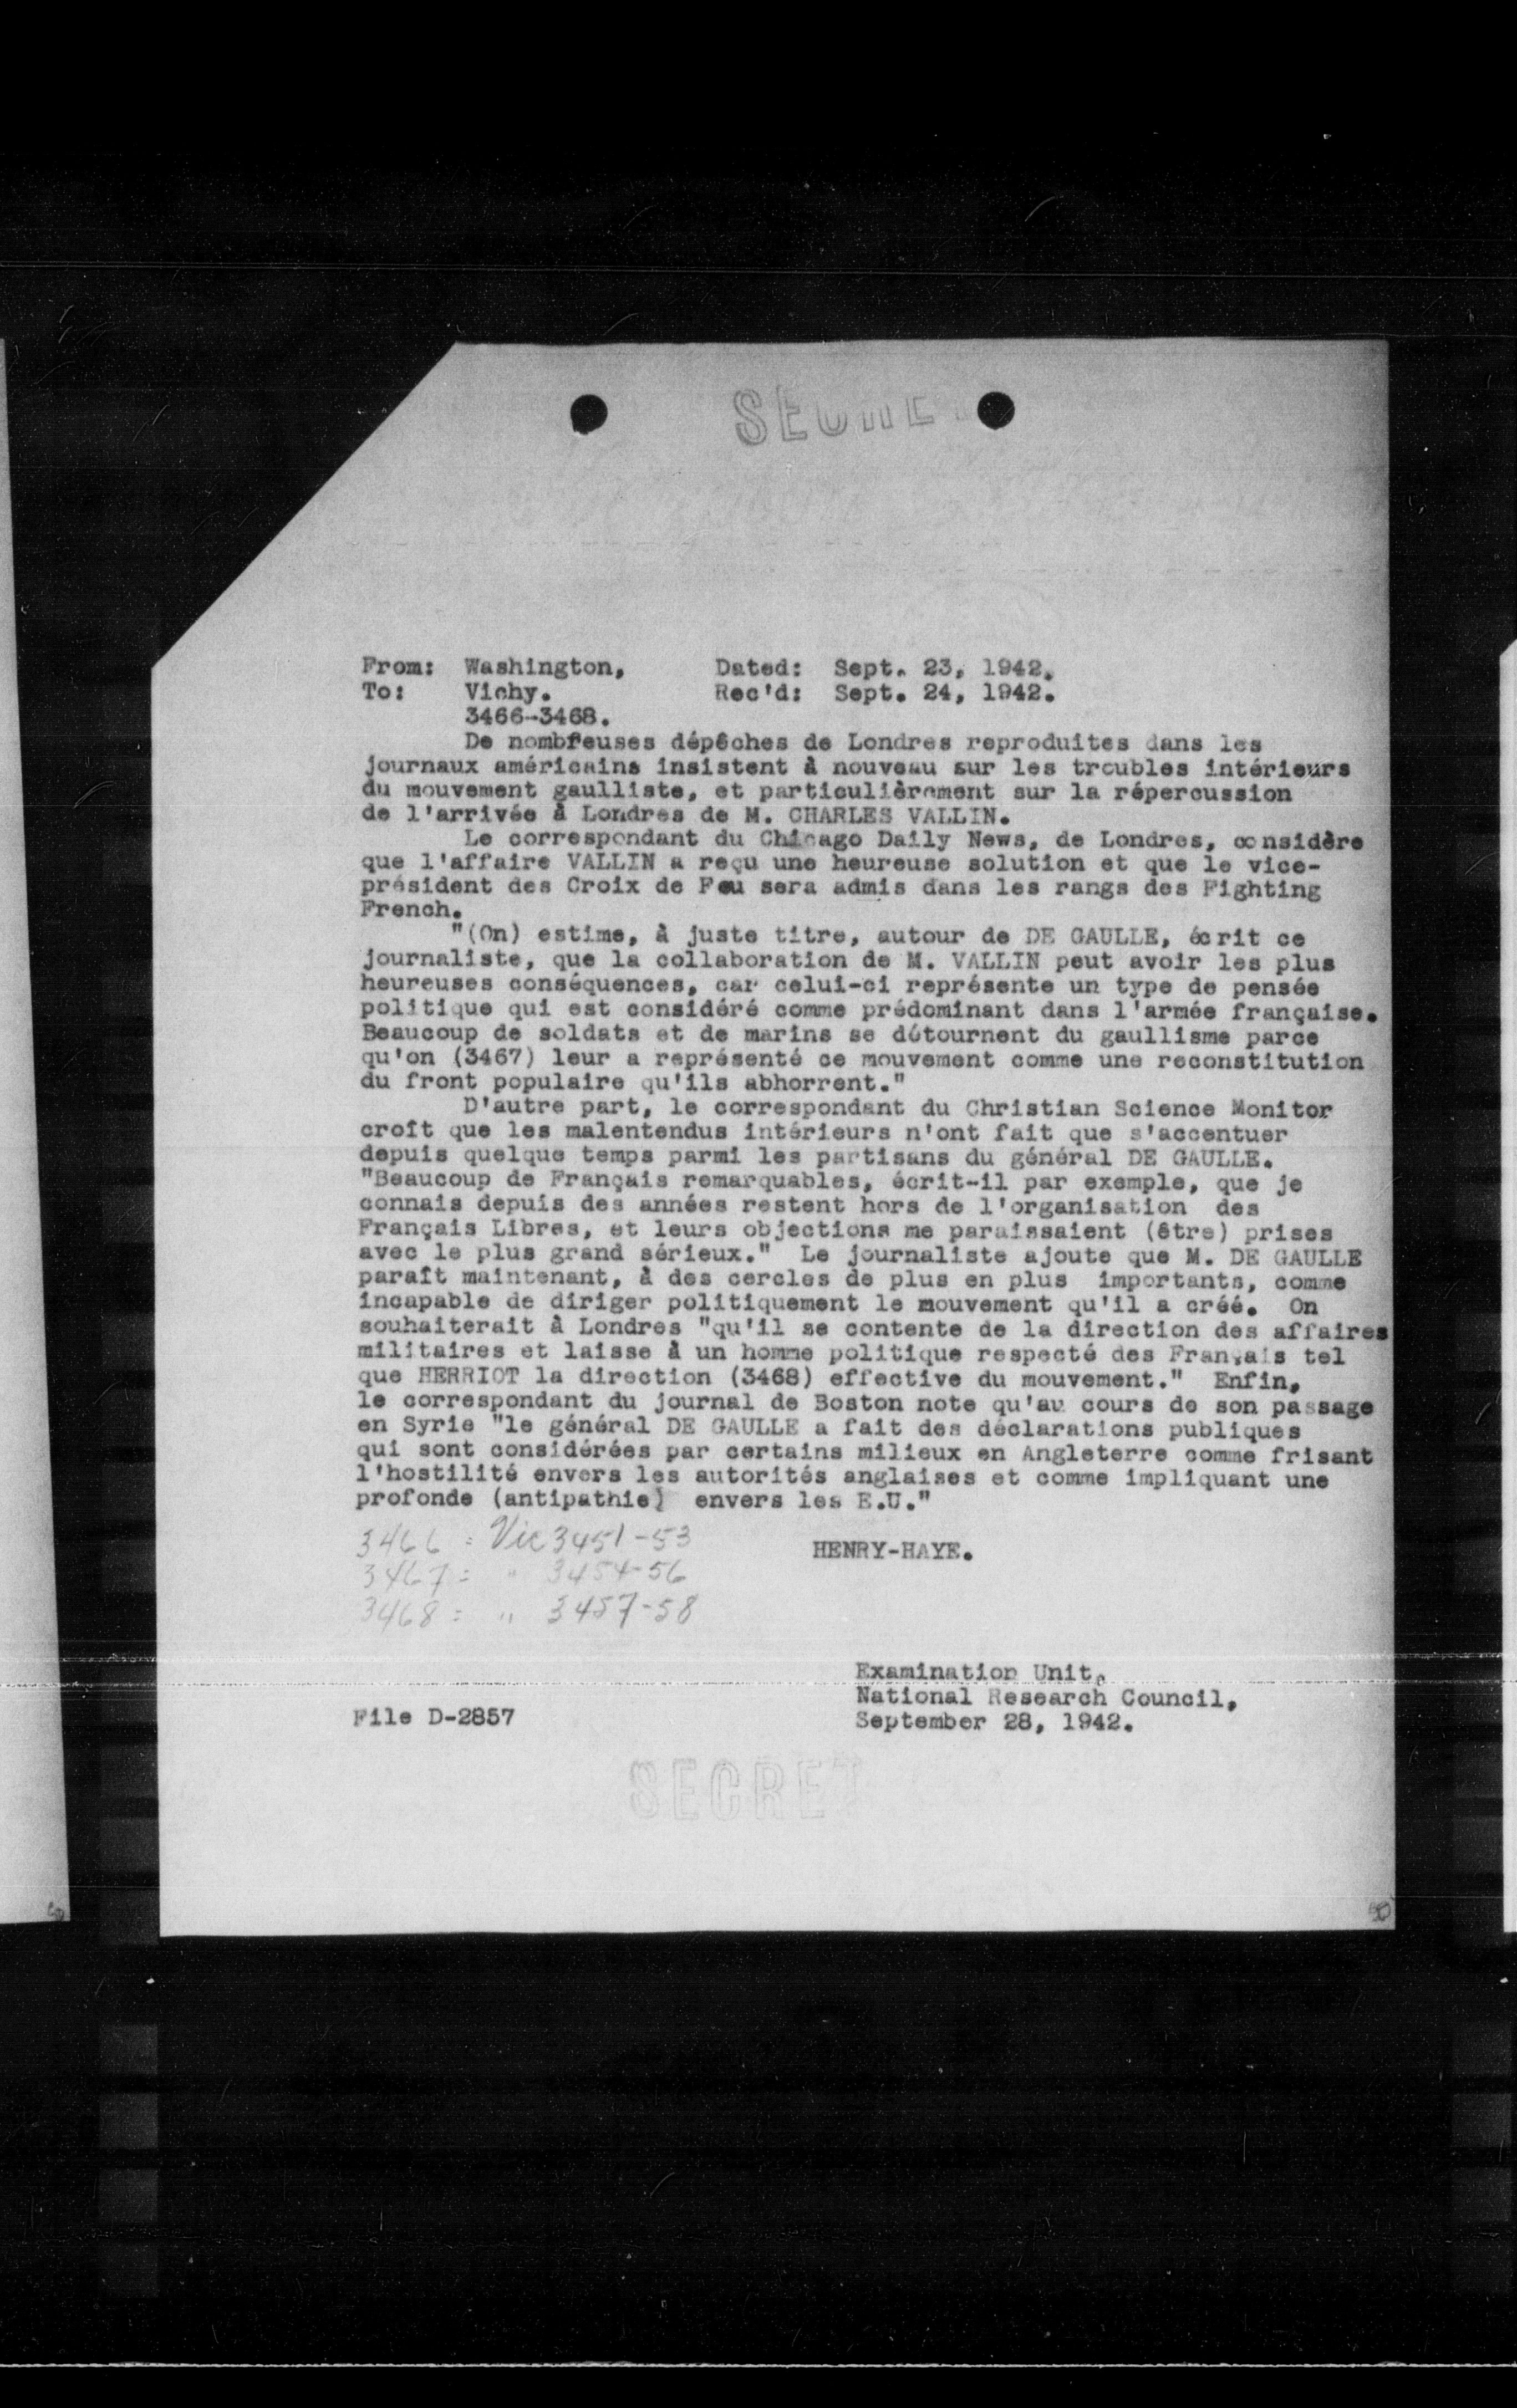 SECRET
From: Washington, Dated: Sept. 23, 1942.
To: Vichy. Rec'd: Sept. 24, 1942.
3466-3468.
De nombreuses dépêches de Londres reproduites dans les
journaux américains insistent à nouveau sur les troubles intérieurs
du mouvement gaulliste, et particulièrement sur la répercussion
de l'arrivée à Londres de M. CHARLES VALLIN.
Le correspondant du Chicago Daily News, de Londres, considère
que l'affaire VALLIN a reçu une heureuse solution et que le vice-
président des Croix de Feu sera admis dans les rangs des Fighting
French.
"(On) estime, à juste titre, autour de DE GAULLE, écrit ce
journaliste, que la collaboration de M. VALLIN peut avoir les plus
heureuses conséquences, car celui-ci représente un type de pensée
politique qui est considéré comme prédominant dans l'armée française.
Beaucoup de soldats et de marins se détournent du gaullisme parce
qu'on (3467) leur a représenté ce mouvement comme une reconstitution
du front populaire qu'ils abhorrent."
D'autre part, le correspondant du Christian Science Monitor
croît que les malentendus intérieurs n'ont fait que s'accentuer
depuis quelque temps parmi les partisans du général DE GAULLE.
"Beaucoup de Français remarquables, écrit-il par exemple, que je
connais depuis des années restent hors de l'organisation des
Français Libres, et leurs objections me paraissaient (être) prises
avec le plus grand sérieux." Le journaliste ajoute que M. DE GAULLE
paraît maintenant, à des cercles de plus en plus importants, comme
incapable de diriger politiquement le mouvement qu'il a créé. On
souhaiterait à Londres "qu'il se contente de la direction des affaires
militaires et laisse à un homme politique respecté des Français tel
que HERRIOT la direction (3468) effective du mouvement." Enfin,
le correspondant du journal de Boston note qu'au cours de son passage
en Syrie "le général DE GAULLE a fait des déclarations publiques
qui sont considérées par certains milieux en Angleterre comme frisant
l'hostilité envers les autorités anglaises et comme impliquant une
profonde (antipathie) envers les E.U."
3466 = Vic 3451-53
HENRY-HAYE.
3467 = " 3454-56
3468 = " 3457-58
Examination Unit,
National Research Council,
File D-2857 September 28, 1942.
SECRET
50